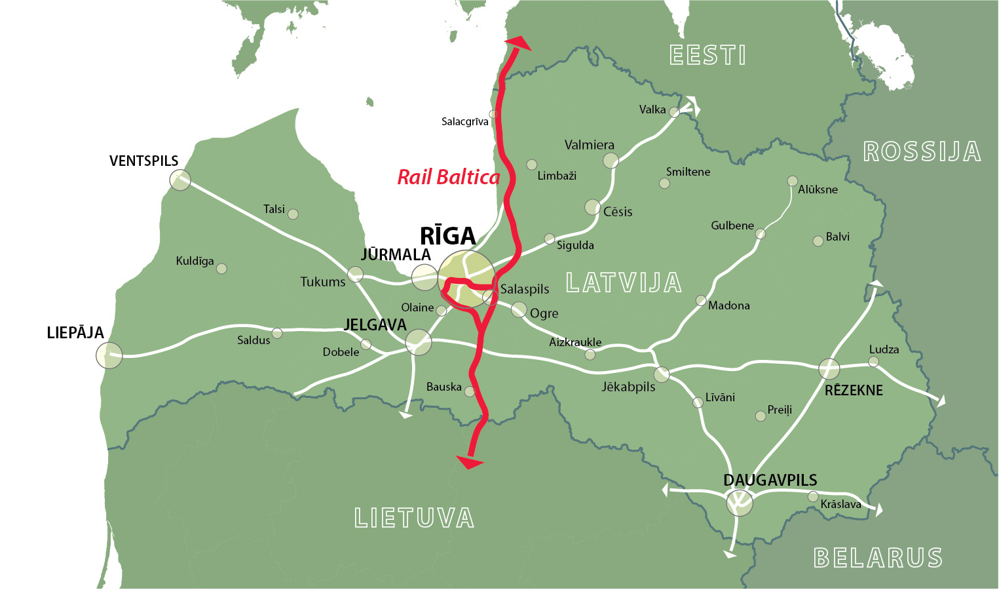 EESTI
Valka
Salacgrīva
Valmiera
ROSSIJA
VENTSPILS
Rail Baltica
Limbaži
Smiltene
Alūksne
Talsi
Cēsis
Gulbene
RĪGA
Balvi
JŪRMALA
Sigulda
Kuldīga
Tukums
LATVIJA
Salaspils
Olaine
Ogre
Madona
JELGAVA
LIEPĀJA
Saldus
Aizkraukle
Dobele
Ludza
Bauska
Jēkabpils
RĒZEKNE
Līvāni
Preiļi
DAUGAVPILS
Krāslava
LIETUVA
BELARUS